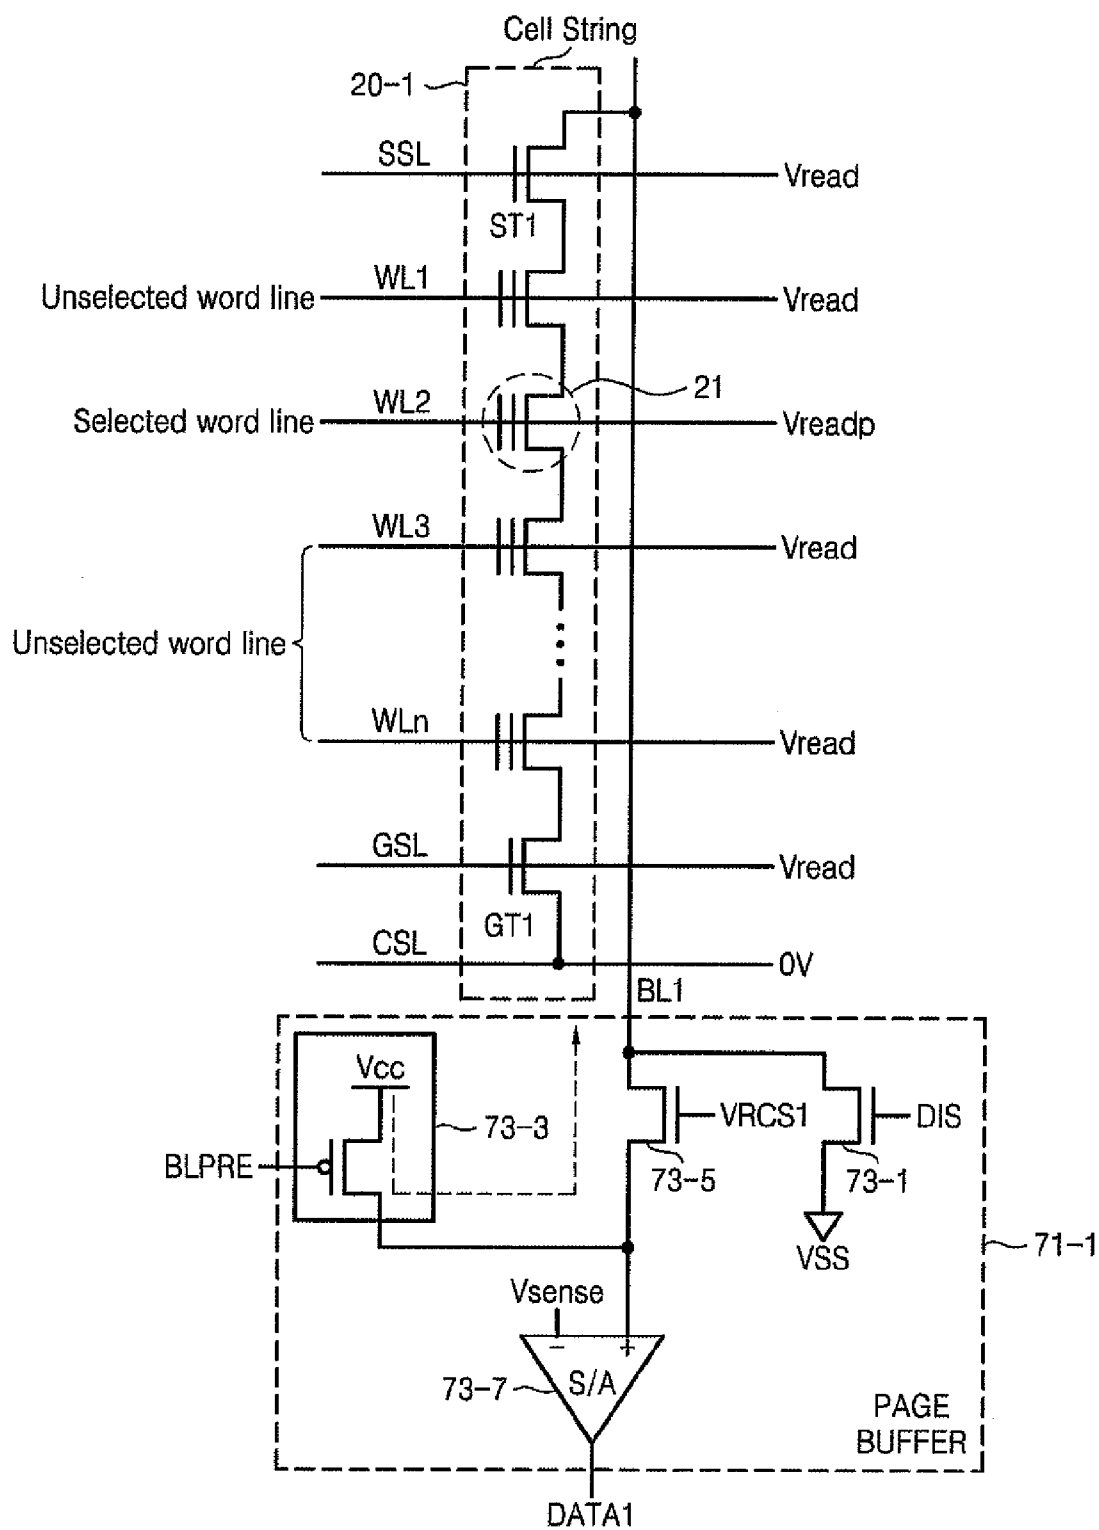 Cell String
20-1
SSL
Vread
ST1
WL1
Unselected word line
Vread
21
WL2
Selected word line
Vreadp
WL3
Vread
Unselected word line
WLn
Vread
GSL
Vread
GT1
CSL
0V
BL1
Vcc
73-3
VRCS1
DIS
BLPRE
73-5
73-1
VSS
71-1
Vsense
- +
S/A
73-7
PAGE
BUFFER
DATA1